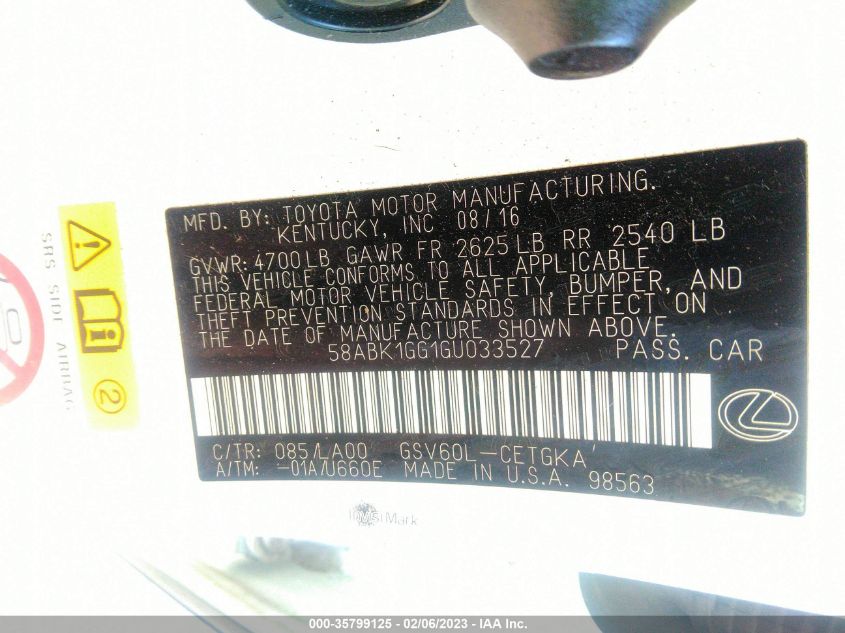 MFD. BY: TOYOTA MOTOR MANUFACTURING.
KENTUCKY, INC 08/16
GVWR: 4700LB GAWR FR 2625LB RR 2540 LB
THIS VEHICLE CONFORMS TO ALL APPLICABLE
FEDERAL MOTOR VEHICLE SAFETY, BUMPER, AND
THEFT PREVENTION STANDARDS IN EFFECT ON
THE DATE OF MANUFACTURE SHOWN ABOVE.
58ABK1GG1GU033527 PASS. CAR
C/TR: 085/LA00 GSV60L-CETGKA
A/TM: -01A/U660E MADE IN U.S.A. 98563
SRS SIDE AIRBAG
2
Mark
000-35799125 - 02/06/2023 - IAA Inc.